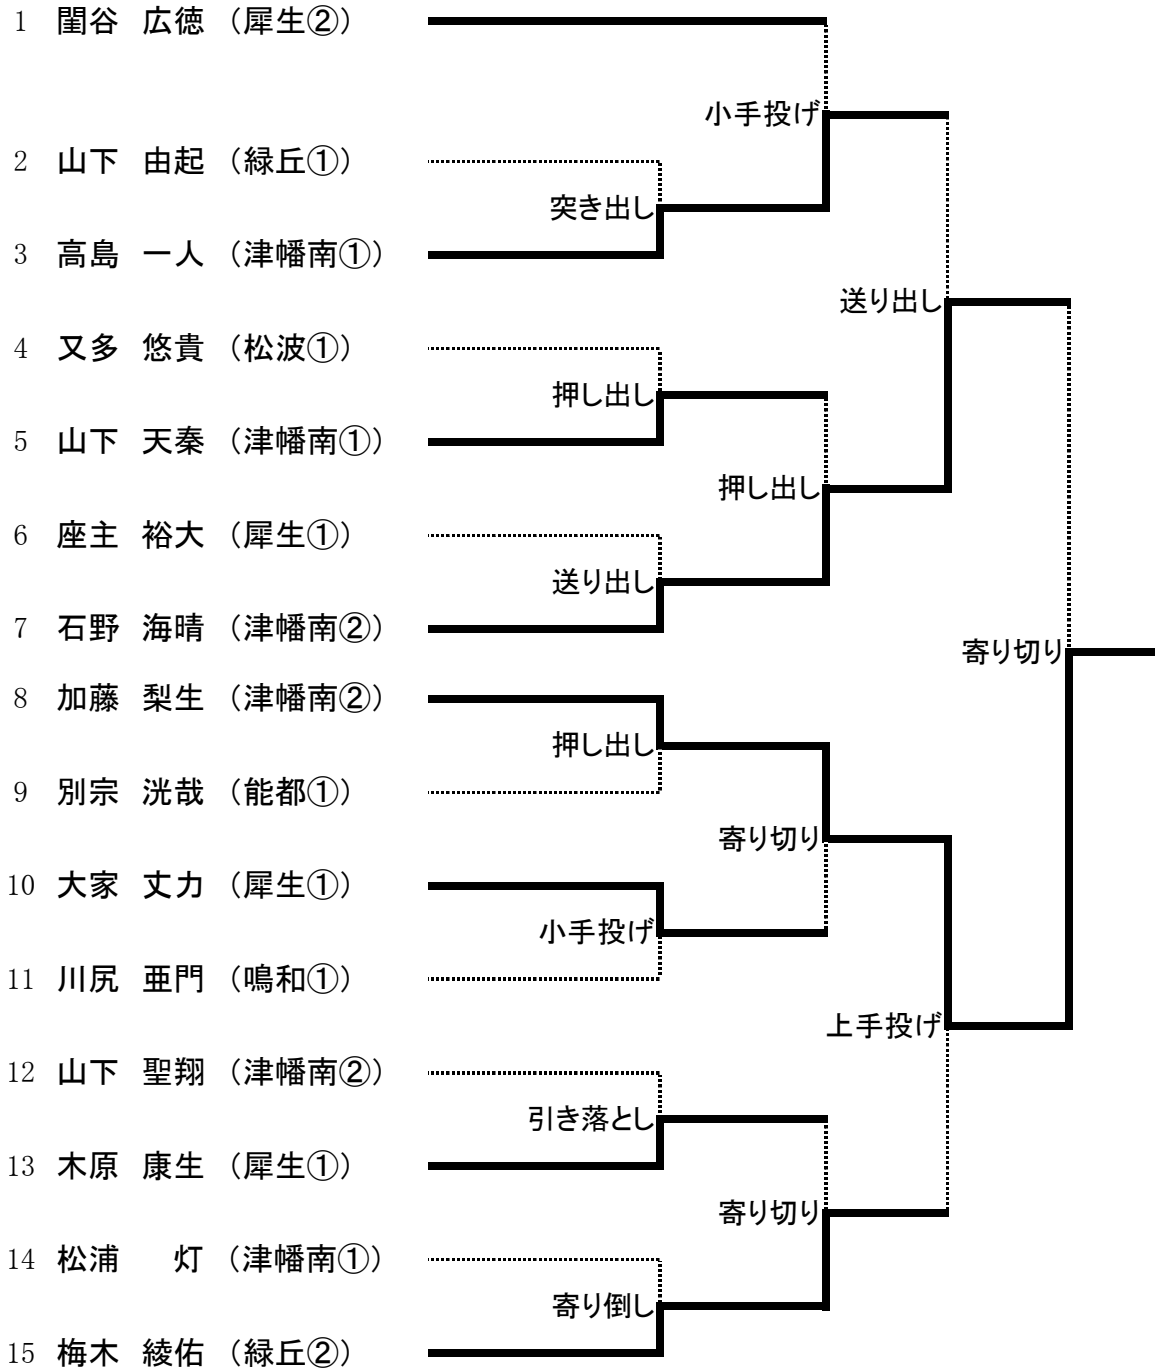 1 閨谷 広徳 （犀生②）
小手投げ
2 山下 由起 （緑丘①）
突き出し
3 高島 一人 （津幡南①）
送り出し
4 又多 悠貴 （松波①）
押し出し
5 山下 天秦 （津幡南①）
押し出し
6 座主 裕大 （犀生①）
送り出し
7 石野 海晴 （津幡南②）
寄り切り
8 加藤 梨生 （津幡南②）
押し出し
9 別宗 洸哉 （能都①）
寄り切り
10 大家 丈力 （犀生①）
小手投げ
11 川尻 亜門 （鳴和①）
上手投げ
12 山下 聖翔 （津幡南②）
引き落とし
13 木原 康生 （犀生①）
寄り切り
14 松浦 灯 （津幡南①）
寄り倒し
15 梅木 綾佑 （緑丘②）